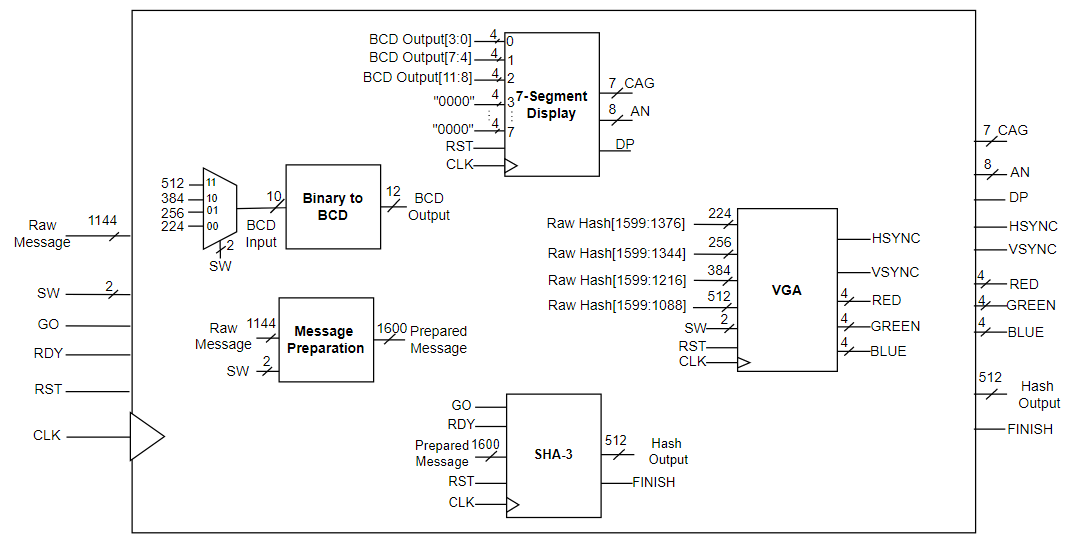 BCD Output[3:0] 4 0
BCD Output[7:4] 4 1
BCD Output[11:8] 4 2
"0000" 4 3
"0000" 4 7
RST
CLK
7-Segment
Display
7 CAG
8 AN
DP
512 11
384 10
256 01
224 00
2
SW
10
BCD
Input
Binary to
BCD
12
BCD
Output
Raw
Message
1144
SW 2
GO
RDY
RST
CLK
Raw
Message
1144
SW 2
Message
Preparation
1600
Prepared
Message
Raw Hash[1599:1376] 224
Raw Hash[1599:1344] 256
Raw Hash[1599:1216] 384
Raw Hash[1599:1088] 512
SW 2
RST
CLK
VGA
HSYNC
VSYNC
4 RED
4 GREEN
4 BLUE
GO
RDY
Prepared
Message
1600
RST
CLK
SHA-3
512
Hash
Output
FINISH
7 CAG
8 AN
DP
HSYNC
VSYNC
4 RED
4 GREEN
4 BLUE
512
Hash
Output
FINISH